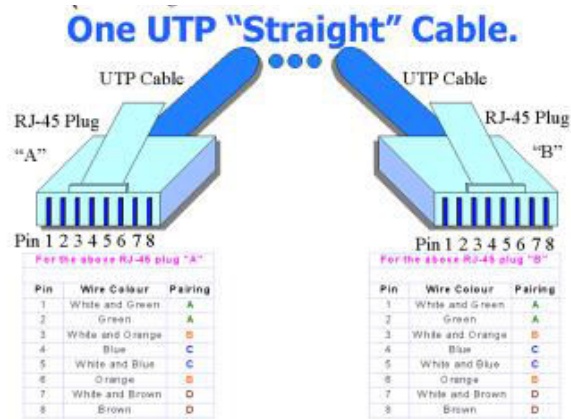 One UTP “Straight” Cable.
UTP Cable
UTP Cable
RJ-45 Plug
“A”
RJ-45 Plug
“B”
Pin 1 2 3 4 5 6 7 8
Pin 1 2 3 4 5 6 7 8
For the above RJ-45 plug "A"
Pin Wire Colour Pairing
1 White and Green A
2 Green A
3 White and Orange B
4 Blue C
5 White and Blue C
6 Orange B
7 White and Brown D
8 Brown D
For the above RJ-45 plug "B"
Pin Wire Colour Pairing
1 White and Green A
2 Green A
3 White and Orange B
4 Blue C
5 White and Blue C
6 Orange B
7 White and Brown D
8 Brown D